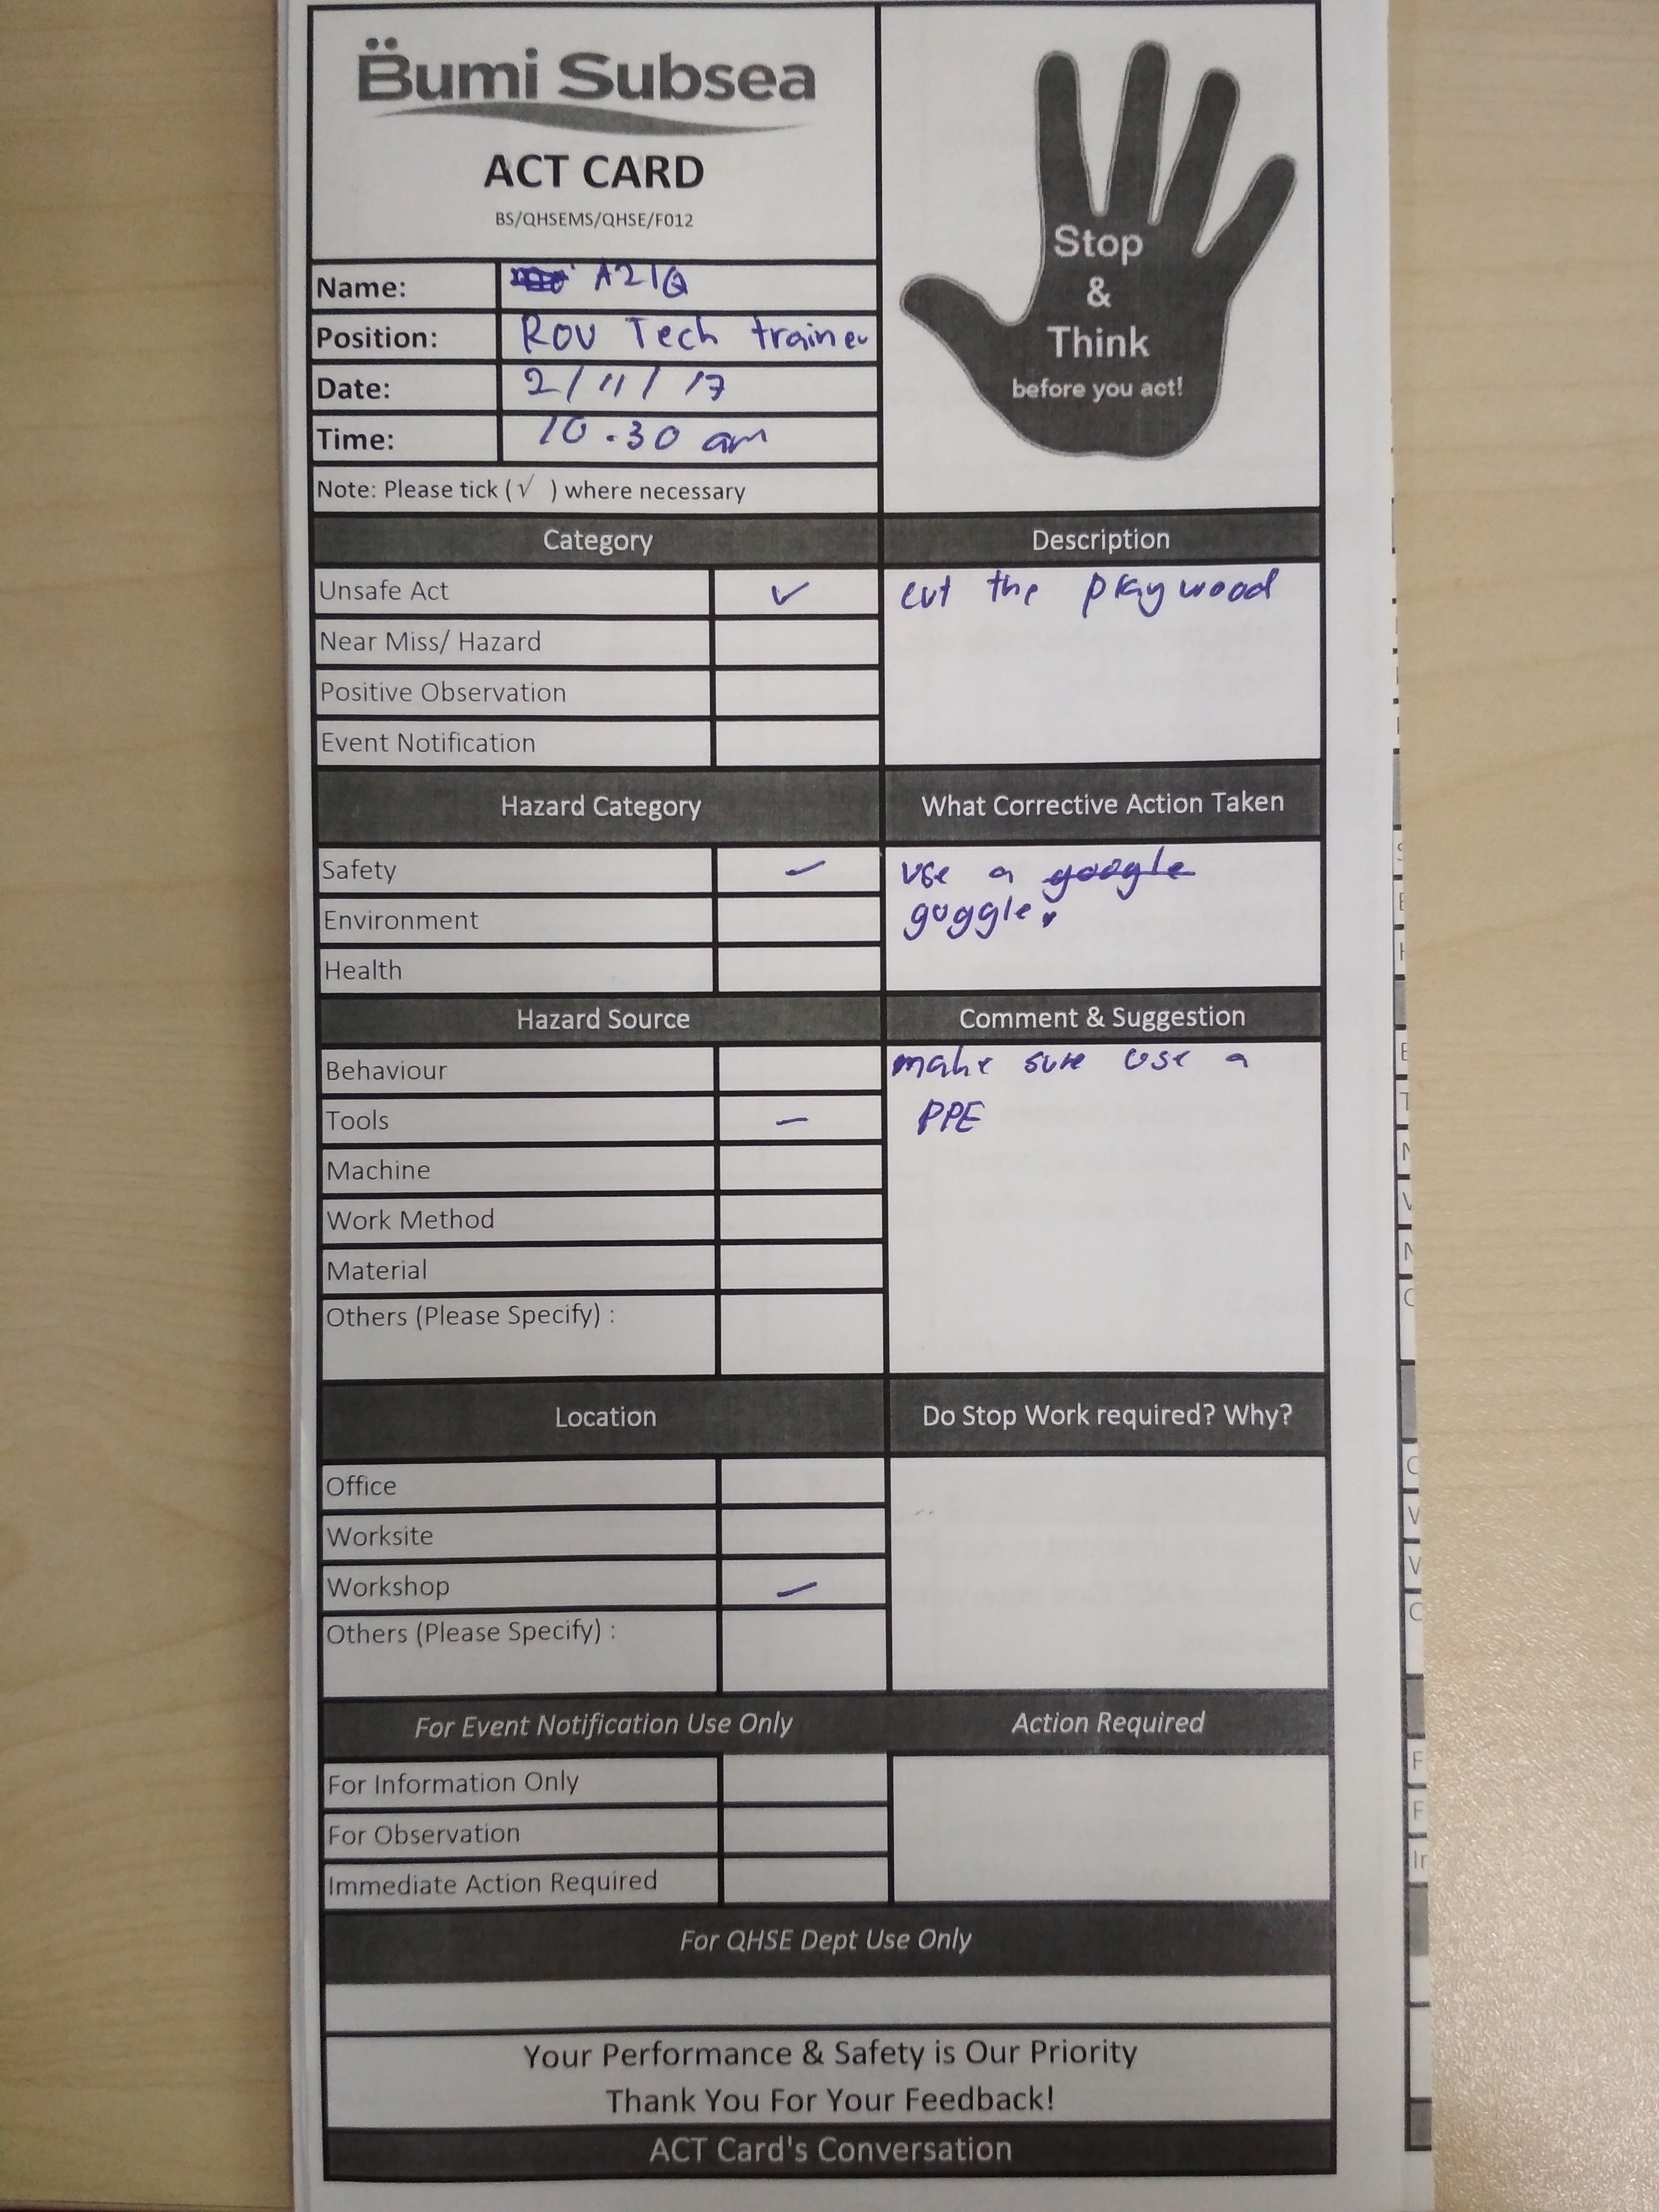 Bumi Subsea
ACT CARD
BS/QHSEMS/QHSE/F012
Stop
&
Think
before you act!
Name: AZIQ
Position: ROV Tech trainer
Date: 2/11/17
Time: 10.30 am
Note: Please tick (√ ) where necessary
Category
Description
Unsafe Act ✓
cut the playwood
Near Miss/ Hazard
Positive Observation
Event Notification
Hazard Category
What Corrective Action Taken
Safety
use a google
goggle.
Environment
Health
Hazard Source
Comment & Suggestion
Behaviour
make sure use a
PPE
Tools
Machine
Work Method
Material
Others (Please Specify) :
Location
Do Stop Work required? Why?
Office
Worksite
Workshop
Others (Please Specify) :
For Event Notification Use Only
Action Required
For Information Only
For Observation
Immediate Action Required
For QHSE Dept Use Only
Your Performance & Safety is Our Priority
Thank You For Your Feedback!
ACT Card's Conversation